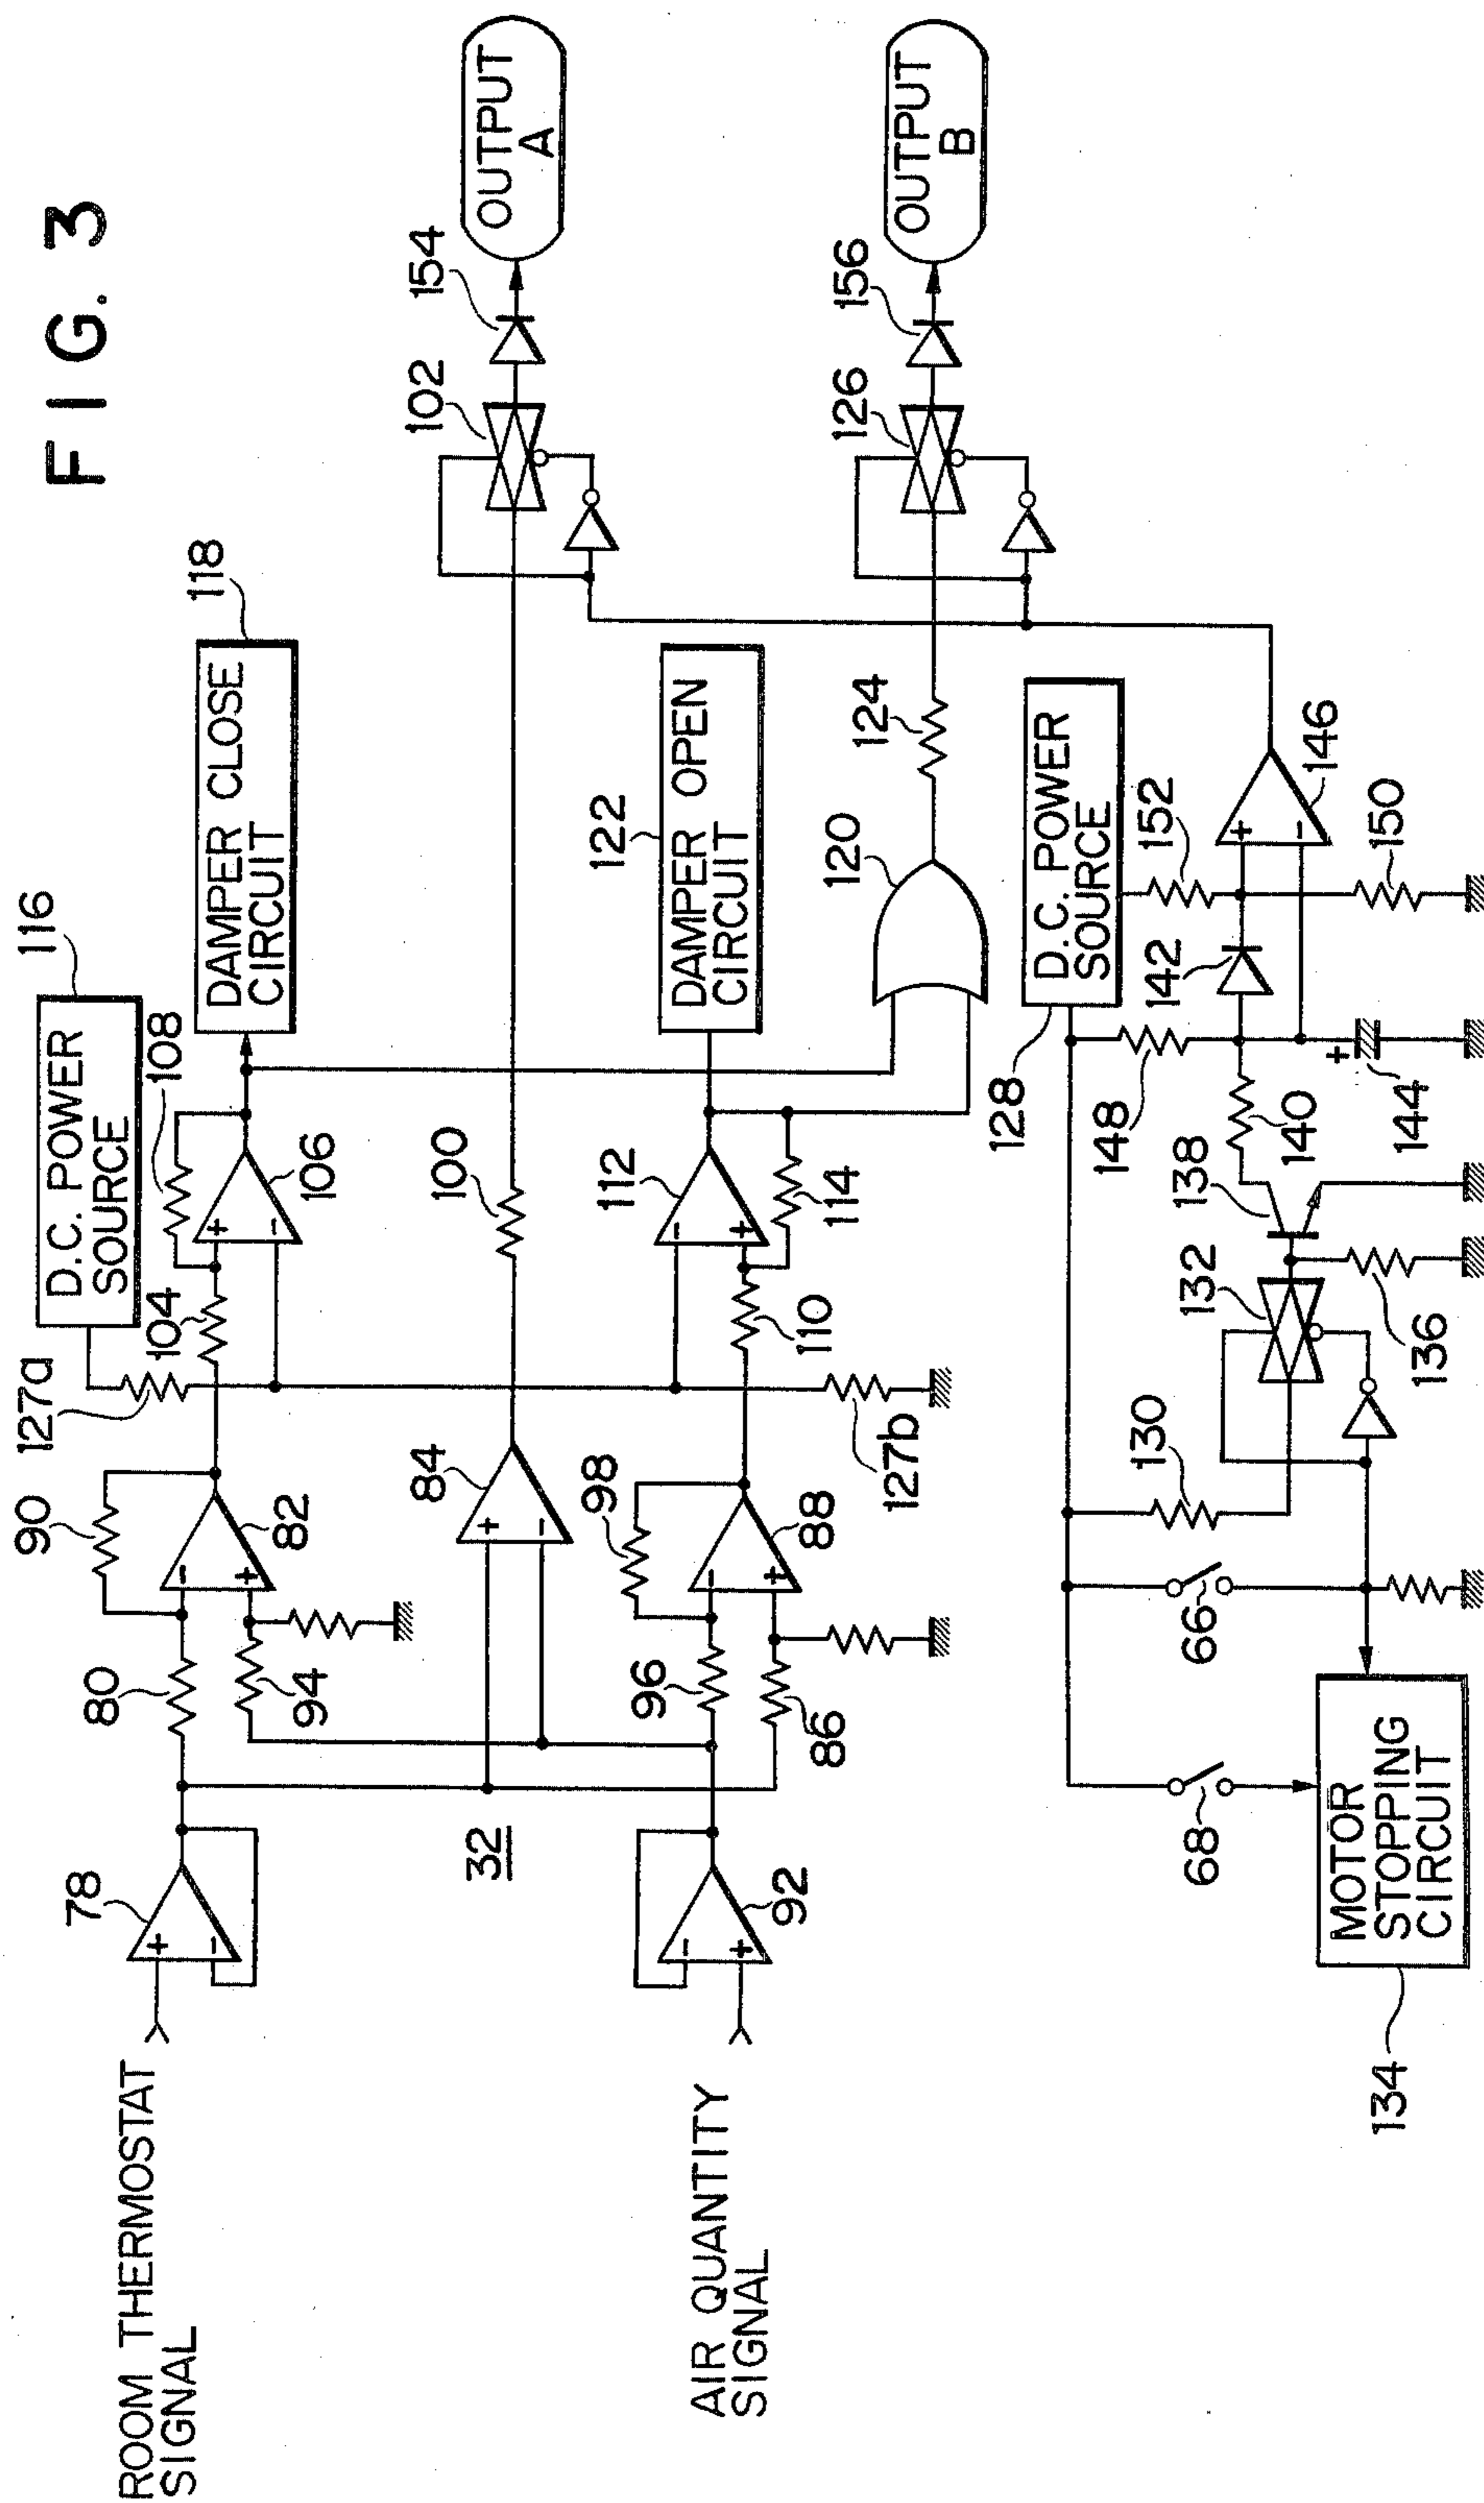 FIG. 3
ROOM THERMOSTAT
SIGNAL
AIR QUANTITY
SIGNAL
78
92
32
80
94
96
86
90
82
84
98
88
127a
127b
104
110
108
106
100
112
114
D.C. POWER
SOURCE
116
DAMPER CLOSE
CIRCUIT
118
DAMPER OPEN
CIRCUIT
122
120
124
102
154
OUTPUT
A
126
156
OUTPUT
B
MOTOR
STOPPING
CIRCUIT
134
68
66
130
132
136
138
140
148
144
142
128
D.C. POWER
SOURCE
152
150
146
+
-
-
+
-
+
+
-
-
+
+
-
-
+
+
+
-